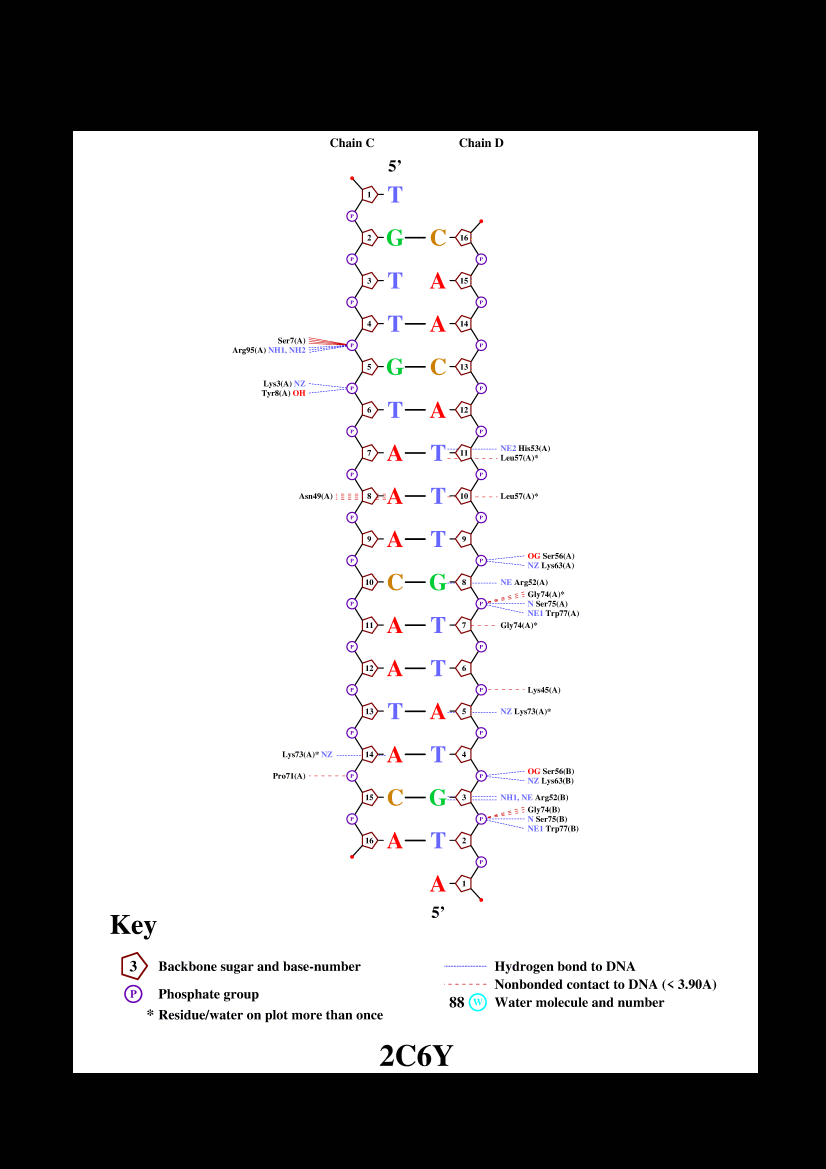 Chain C Chain D
5’
1 T
P
2 G C 16
P P
3 T A 15
P P
4 T A 14
Ser7(A)
P P
Arg95(A) NH1, NH2
5 G C 13
Lys3(A) NZ
P P
Tyr8(A) OH
6 T A 12
P P
7 A T 11 NE2 His53(A)
Leu57(A)*
P P
Asn49(A) 8 A T 10 Leu57(A)*
P P
9 A T 9
P P OG Ser56(A)
NZ Lys63(A)
10 C G 8 NE Arg52(A)
Gly74(A)*
P P N Ser75(A)
NE1 Trp77(A)
11 A T 7 Gly74(A)*
P P
12 A T 6
P P Lys45(A)
13 T A 5 NZ Lys73(A)*
P P
Lys73(A)* NZ 14 A T 4
OG Ser56(B)
Pro71(A) P P
NZ Lys63(B)
15 C G 3 NH1, NE Arg52(B)
Gly74(B)
P P N Ser75(B)
NE1 Trp77(B)
16 A T 2
P
A 1
5’
Key
3 Backbone sugar and base-number
P Phosphate group
* Residue/water on plot more than once
Hydrogen bond to DNA
Nonbonded contact to DNA (< 3.90A)
88 W Water molecule and number
2C6Y